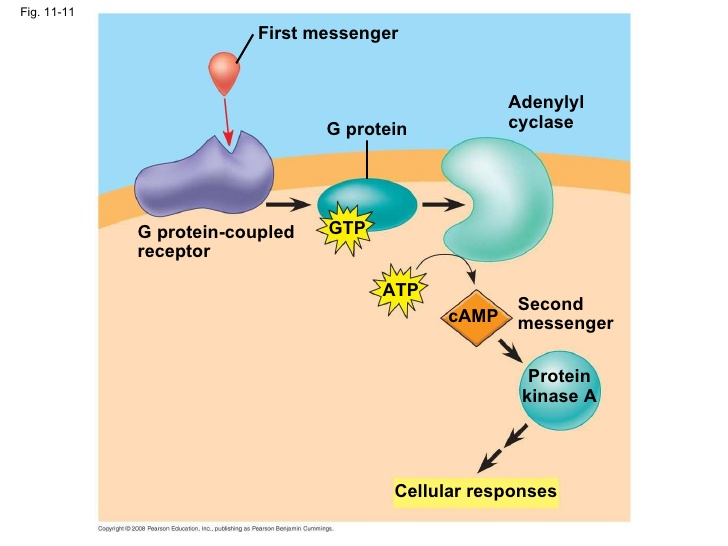 Fig. 11-11
First messenger
Adenylyl
cyclase
G protein
G protein-coupled
receptor
GTP
ATP
cAMP
Second
messenger
Protein
kinase A
Cellular responses
Copyright © 2008 Pearson Education, Inc., publishing as Pearson Benjamin Cummings.